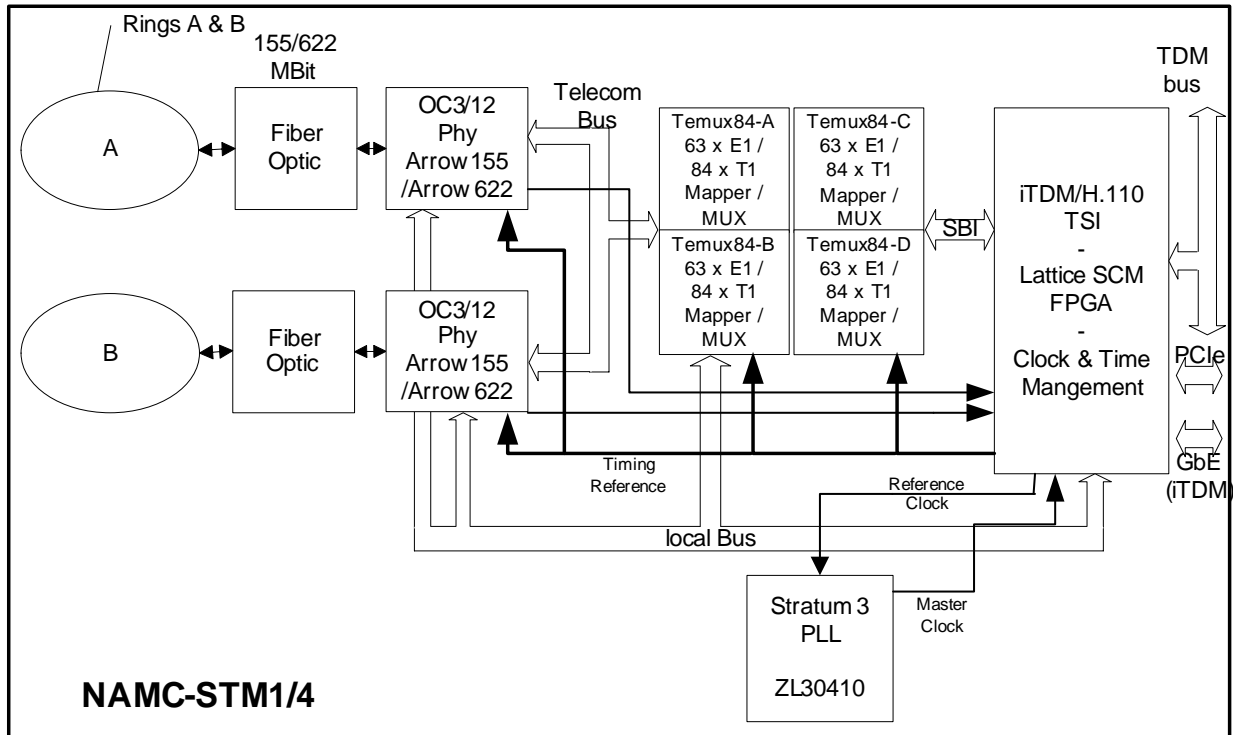 Rings A & B
155/622
MBit
A
Fiber
Optic
OC3/12
Phy
Arrow 155
/Arrow 622
Telecom
Bus
Temux84-A
63 x E1 /
84 x T1
Mapper /
MUX
Temux84-C
63 x E1 /
84 x T1
Mapper /
MUX
Temux84-B
63 x E1 /
84 x T1
Mapper /
MUX
Temux84-D
63 x E1 /
84 x T1
Mapper /
MUX
SBI
iTDM/H.110
TSI
-
Lattice SCM
FPGA
-
Clock & Time
Mangement
TDM
bus
PCIe
GbE
(iTDM)
B
Fiber
Optic
OC3/12
Phy
Arrow 155
/Arrow 622
Timing
Reference
Reference
Clock
local Bus
Master
Clock
Stratum 3
PLL
ZL30410
NAMC-STM1/4